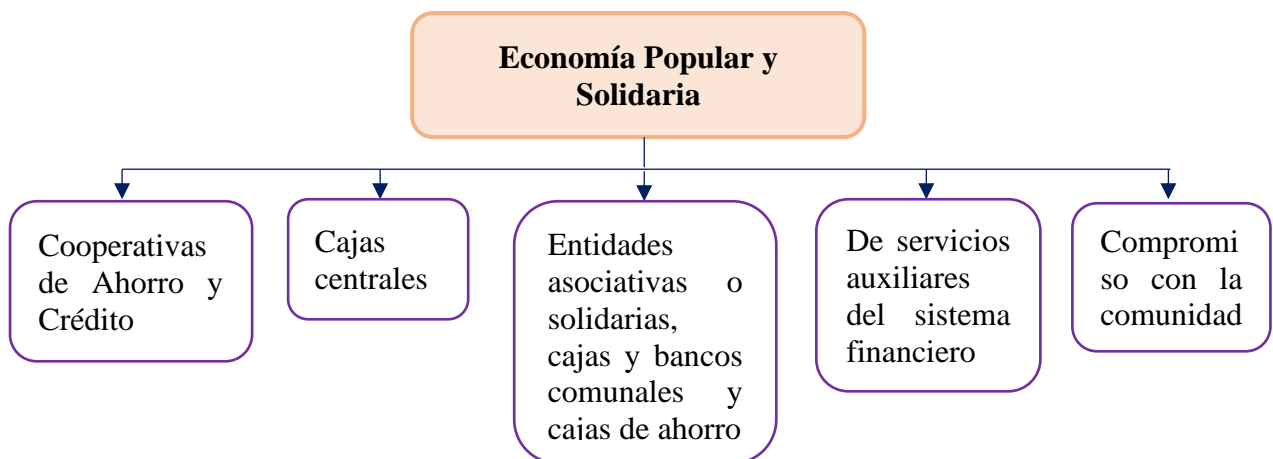 Economía Popular y
Solidaria
Cooperativas
de Ahorro y
Crédito
Cajas
centrales
Entidades
asociativas o
solidarias,
cajas y bancos
comunales y
cajas de ahorro
De servicios
auxiliares
del sistema
financiero
Compromi
so con la
comunidad